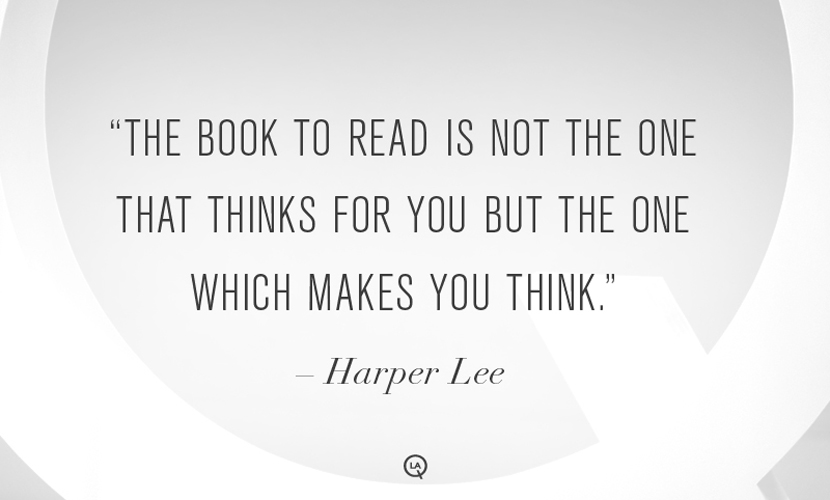 “THE BOOK TO READ IS NOT THE ONE
THAT THINKS FOR YOU BUT THE ONE
WHICH MAKES YOU THINK.”
– Harper Lee
LA